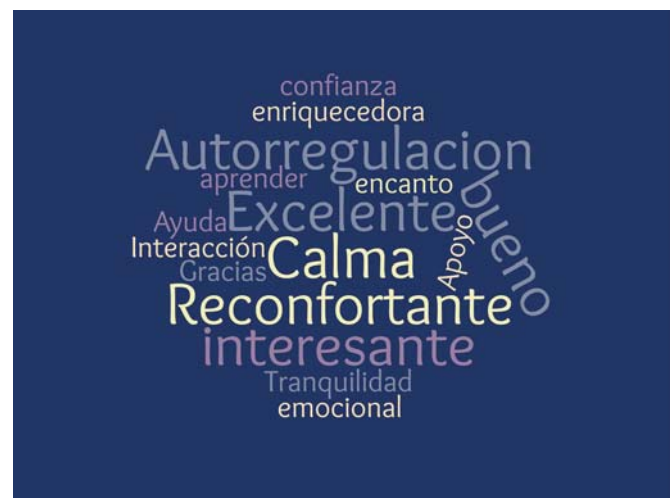 confianza
enriquecedora
Autorregulacion
aprender
encanto
bueno
Ayuda
Excelente
Apoyo
Interacción
Calma
Gracias
Reconfortante
interesante
Tranquilidad
emocional